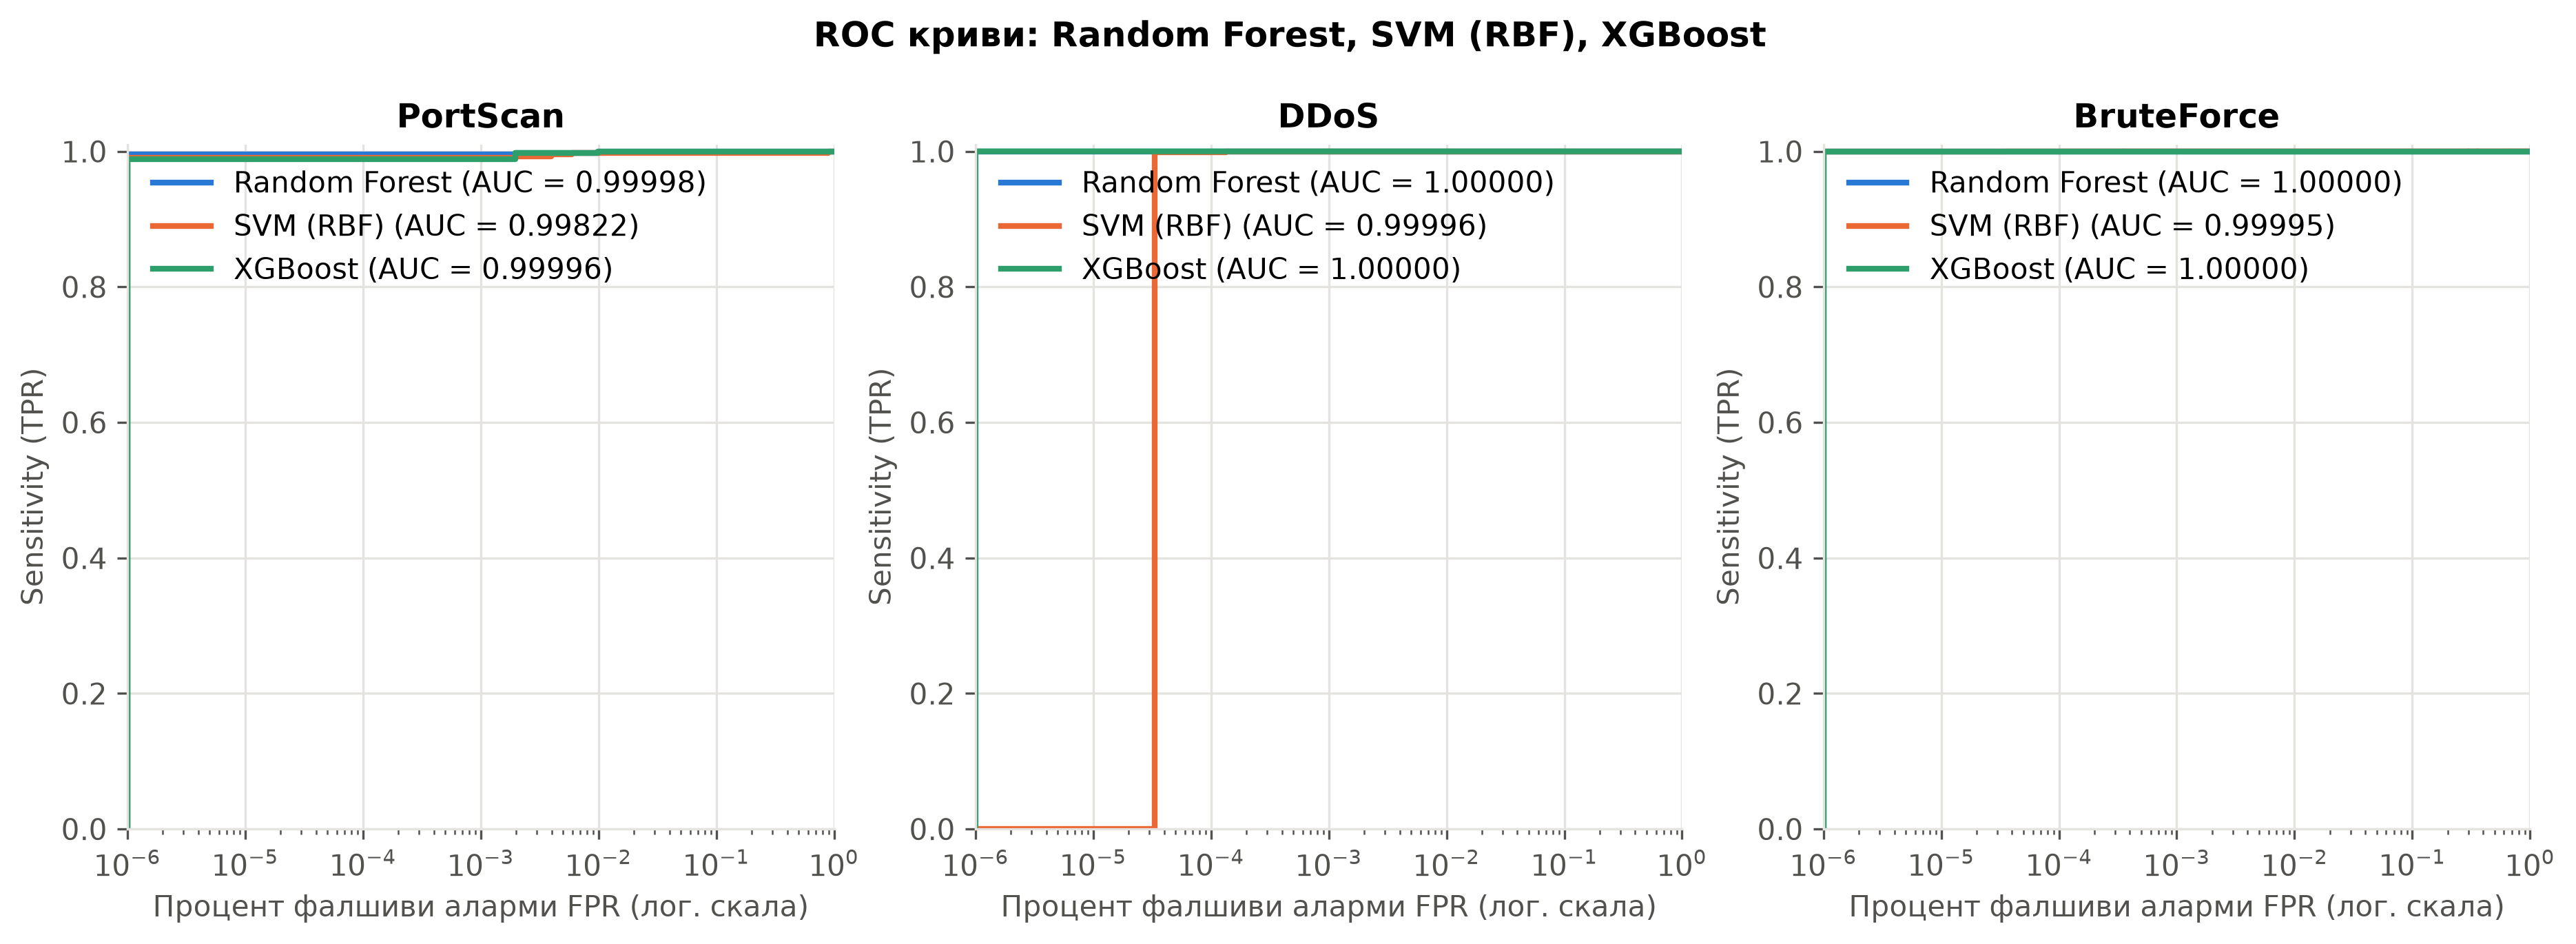 ROC криви: Random Forest, SVM (RBF), XGBoost
PortScan
Sensitivity (TPR)
1.0
0.8
0.6
0.4
0.2
0.0
Random Forest (AUC = 0.99998)
SVM (RBF) (AUC = 0.99822)
XGBoost (AUC = 0.99996)
10⁻⁶ 10⁻⁵ 10⁻⁴ 10⁻³ 10⁻² 10⁻¹ 10⁰
Процент фалшиви аларми FPR (лог. скала)
DDoS
Sensitivity (TPR)
1.0
0.8
0.6
0.4
0.2
0.0
Random Forest (AUC = 1.00000)
SVM (RBF) (AUC = 0.99996)
XGBoost (AUC = 1.00000)
10⁻⁶ 10⁻⁵ 10⁻⁴ 10⁻³ 10⁻² 10⁻¹ 10⁰
Процент фалшиви аларми FPR (лог. скала)
BruteForce
Sensitivity (TPR)
1.0
0.8
0.6
0.4
0.2
0.0
Random Forest (AUC = 1.00000)
SVM (RBF) (AUC = 0.99995)
XGBoost (AUC = 1.00000)
10⁻⁶ 10⁻⁵ 10⁻⁴ 10⁻³ 10⁻² 10⁻¹ 10⁰
Процент фалшиви аларми FPR (лог. скала)